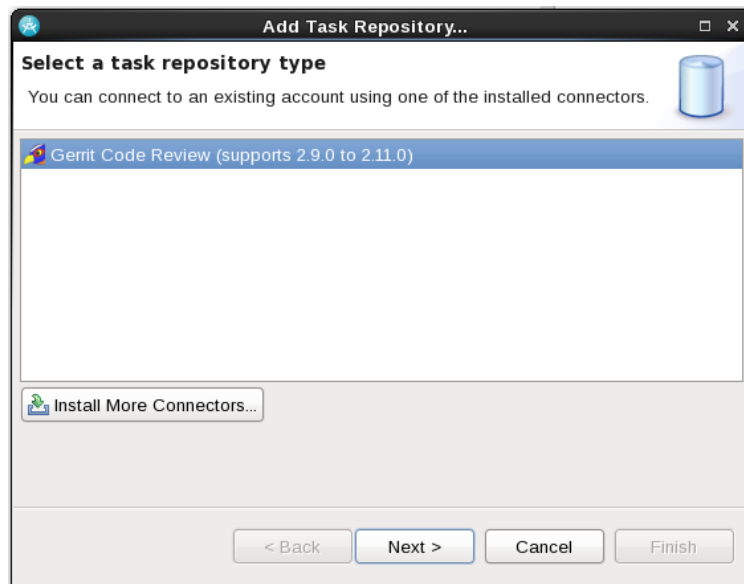 Add Task Repository...
Select a task repository type
You can connect to an existing account using one of the installed connectors.
Gerrit Code Review (supports 2.9.0 to 2.11.0)
Install More Connectors...
< Back Next > Cancel Finish